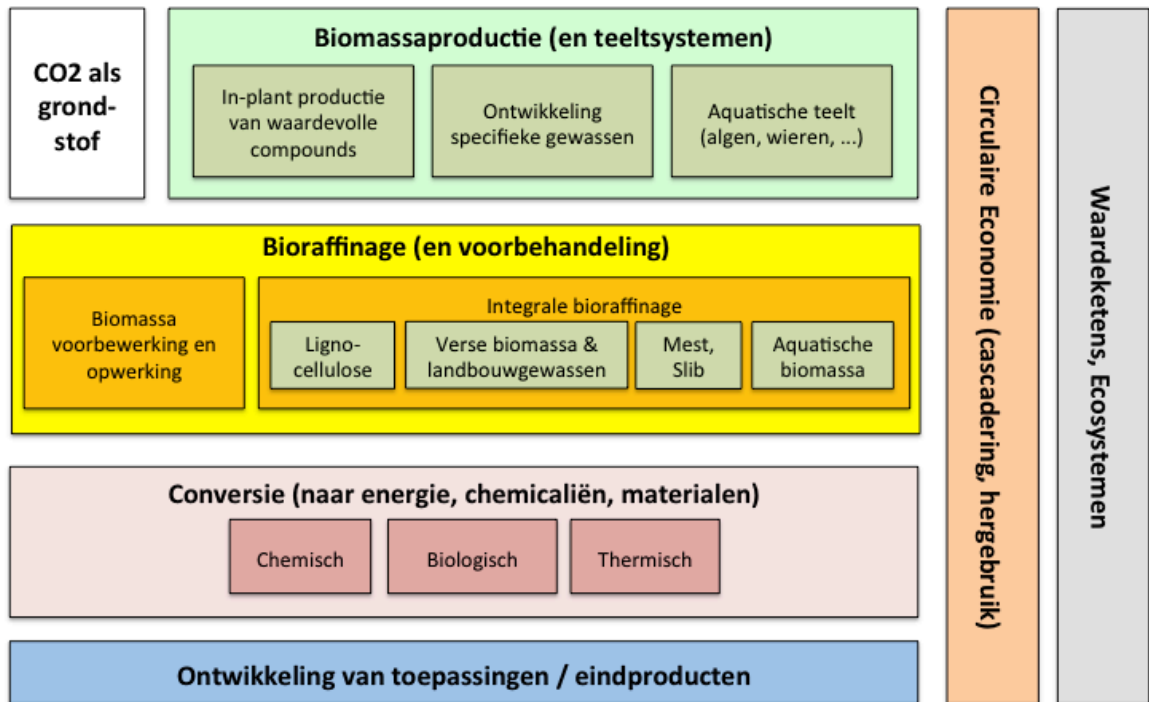 CO2 als
grond-
stof
Biomassaproductie (en teeltsystemen)
In-plant productie
van waardevolle
compounds
Ontwikkeling
specifieke gewassen
Aquatische teelt
(algen, wieren, ...)
Bioraffinage (en voorbehandeling)
Biomassa
voorbewerking en
opwerking
Integrale bioraffinage
Ligno-
cellulose
Verse biomassa &
landbouwgewassen
Mest,
Slib
Aquatische
biomassa
Conversie (naar energie, chemicaliën, materialen)
Chemisch
Biologisch
Thermisch
Ontwikkeling van toepassingen / eindproducten
Circulaire Economie (cascadering, hergebruik)
Waardeketens, Ecosystemen